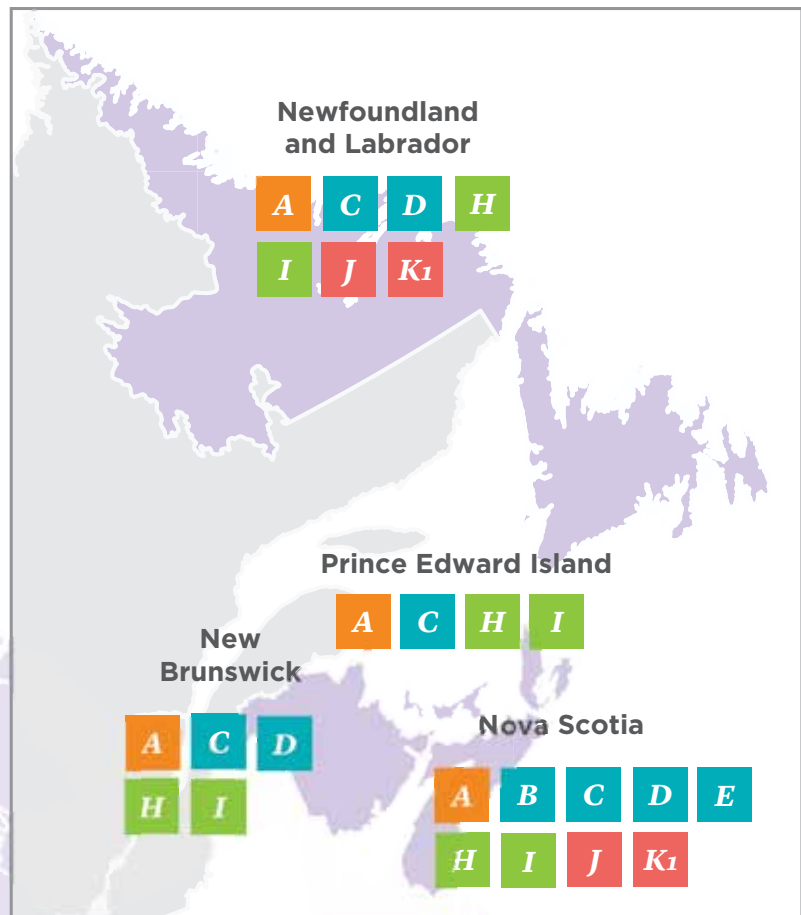 Newfoundland
and Labrador
A C D H
I J K1
Prince Edward Island
A C H I
New
Brunswick
A C D
H I
Nova Scotia
A B C D E
H I J K1